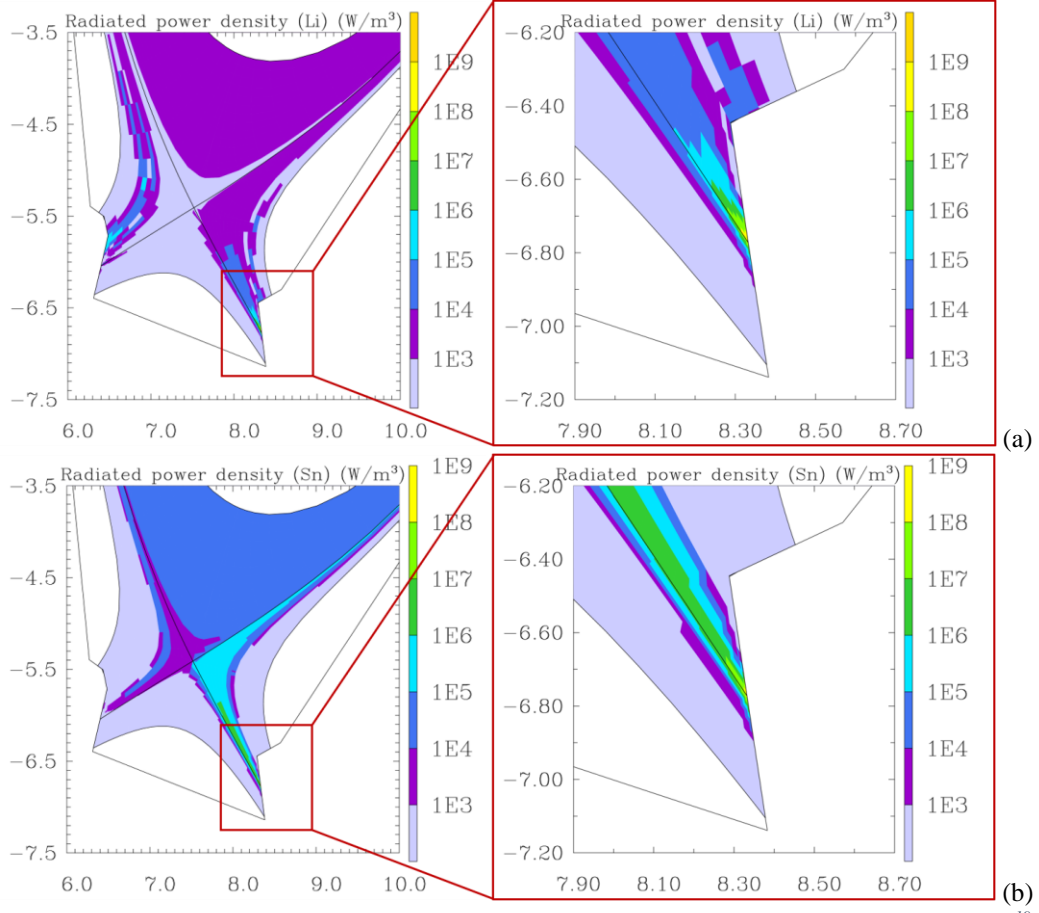 Radiated power density (Li) (W/m³)
−3.5
−4.5
−5.5
−6.5
−7.5
6.0 7.0 8.0 9.0 10.0
1E9
1E8
1E7
1E6
1E5
1E4
1E3
Radiated power density (Li) (W/m³)
−6.20
−6.40
−6.60
−6.80
−7.00
−7.20
7.90 8.10 8.30 8.50 8.70
1E9
1E8
1E7
1E6
1E5
1E4
1E3
(a)
Radiated power density (Sn) (W/m³)
−3.5
−4.5
−5.5
−6.5
−7.5
6.0 7.0 8.0 9.0 10.0
1E9
1E8
1E7
1E6
1E5
1E4
1E3
Radiated power density (Sn) (W/m³)
−6.20
−6.40
−6.60
−6.80
−7.00
−7.20
7.90 8.10 8.30 8.50 8.70
1E9
1E8
1E7
1E6
1E5
1E4
1E3
(b)